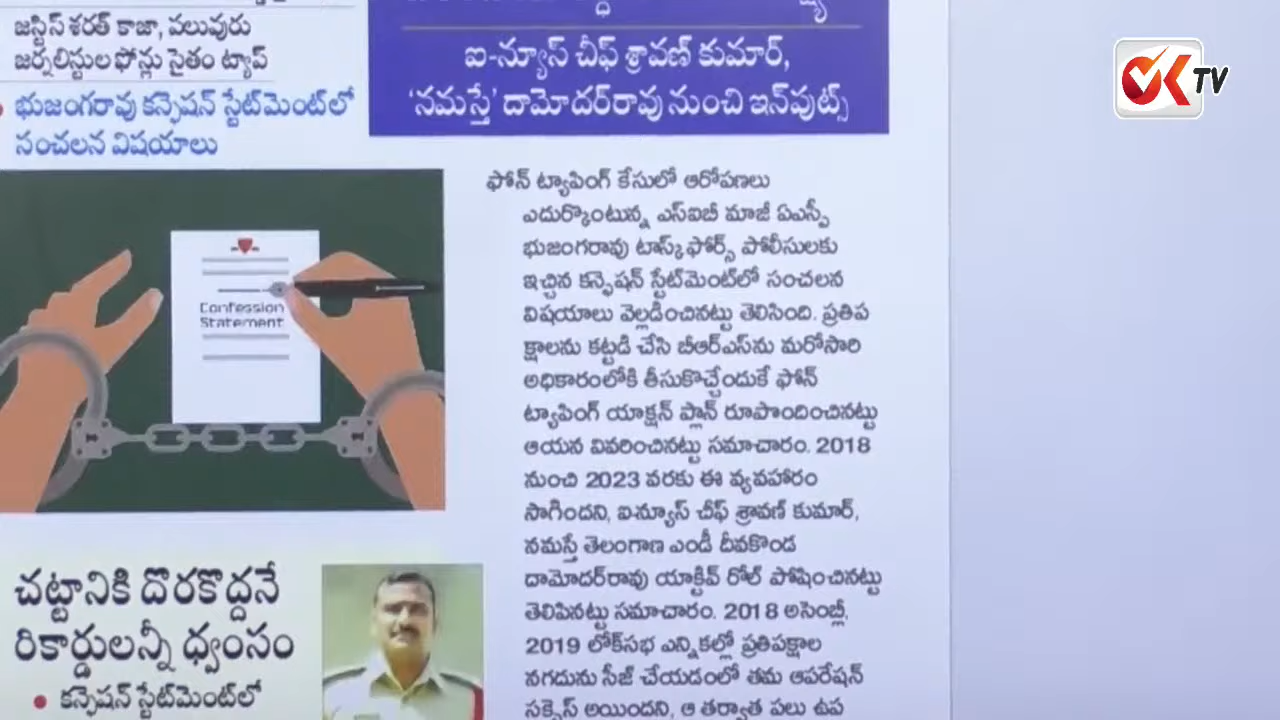 జస్టిస్ శరత్ కాజా, పలువురు
జర్నలిస్టుల ఫోన్లు సైతం ట్యాప్
భుజంగరావు కన్ఫెషన్ స్టేట్‌మెంట్‌లో
సంచలన విషయాలు
ఐ-న్యూస్ చీఫ్ శ్రావణ్ కుమార్,
'నమస్తే' దామోదర్‌రావు నుంచి ఇన్‌పుట్స్
OK TV
Confession
Statement
ఫోన్ ట్యాపింగ్ కేసులో ఆరోపణలు
ఎదుర్కొంటున్న ఎస్ఐబీ మాజీ ఏఎస్పీ
భుజంగరావు టాస్క్‌ఫోర్స్ పోలీసులకు
ఇచ్చిన కన్ఫెషన్ స్టేట్‌మెంట్‌లో సంచలన
విషయాలు వెల్లడించినట్టు తెలిసింది. ప్రతిప
క్షాలను కట్టడి చేసి బీఆర్ఎస్‌ను మరోసారి
అధికారంలోకి తీసుకొచ్చేందుకే ఫోన్
ట్యాపింగ్ యాక్షన్ ప్లాన్ రూపొందించినట్టు
ఆయన వివరించినట్టు సమాచారం. 2018
నుంచి 2023 వరకు ఈ వ్యవహారం
సాగిందని, ఐ-న్యూస్ చీఫ్ శ్రావణ్ కుమార్,
నమస్తే తెలంగాణ ఎండీ దీవకొండ
దామోదర్‌రావు యాక్టివ్ రోల్ పోషించినట్టు
తెలిపినట్టు సమాచారం. 2018 అసెంబ్లీ,
2019 లోక్‌సభ ఎన్నికల్లో ప్రతిపక్షాల
నగదును సీజ్ చేయడంలో తమ ఆపరేషన్
సక్సెస్ అయిందని, ఆ తర్వాత పలు ఉప
చట్టానికి దొరకొద్దనే
రికార్డులన్నీ ధ్వంసం
కన్ఫెషన్ స్టేట్‌మెంట్‌లో